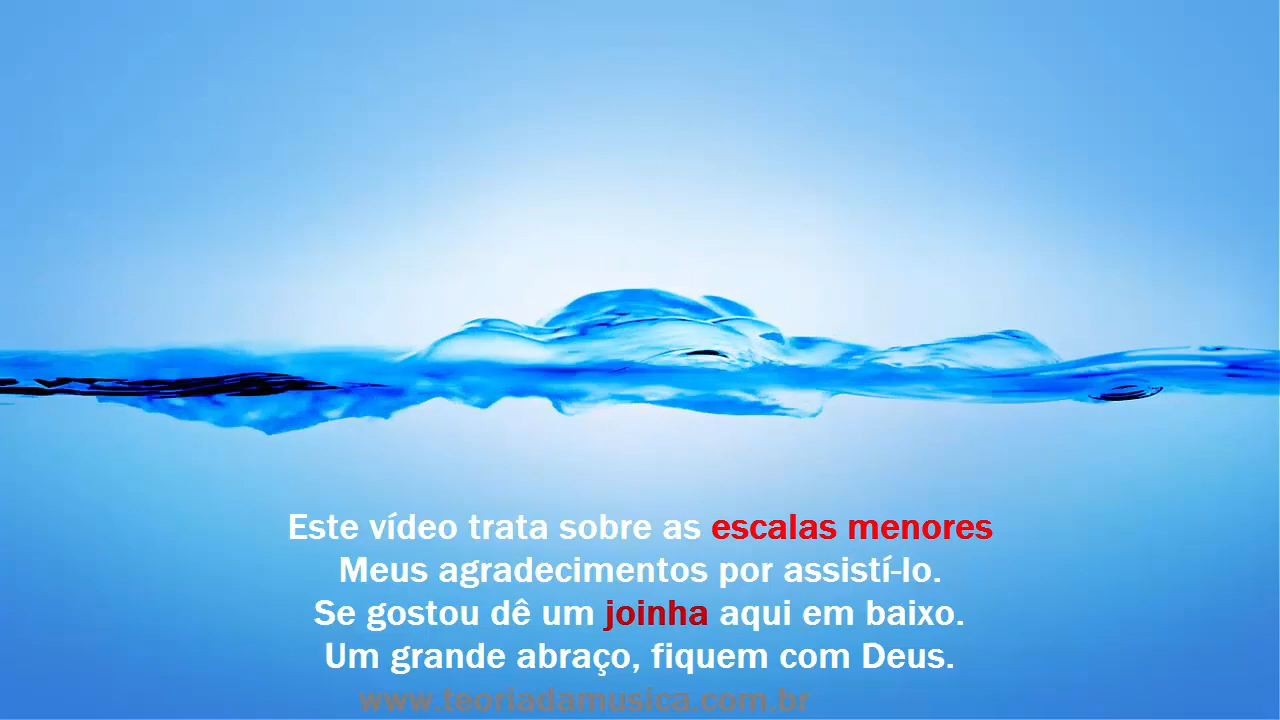 Este vídeo trata sobre as escalas menores
Meus agradecimentos por assistí-lo.
Se gostou dê um joinha aqui em baixo.
Um grande abraço, fiquem com Deus.
www.teoriadamusica.com.br